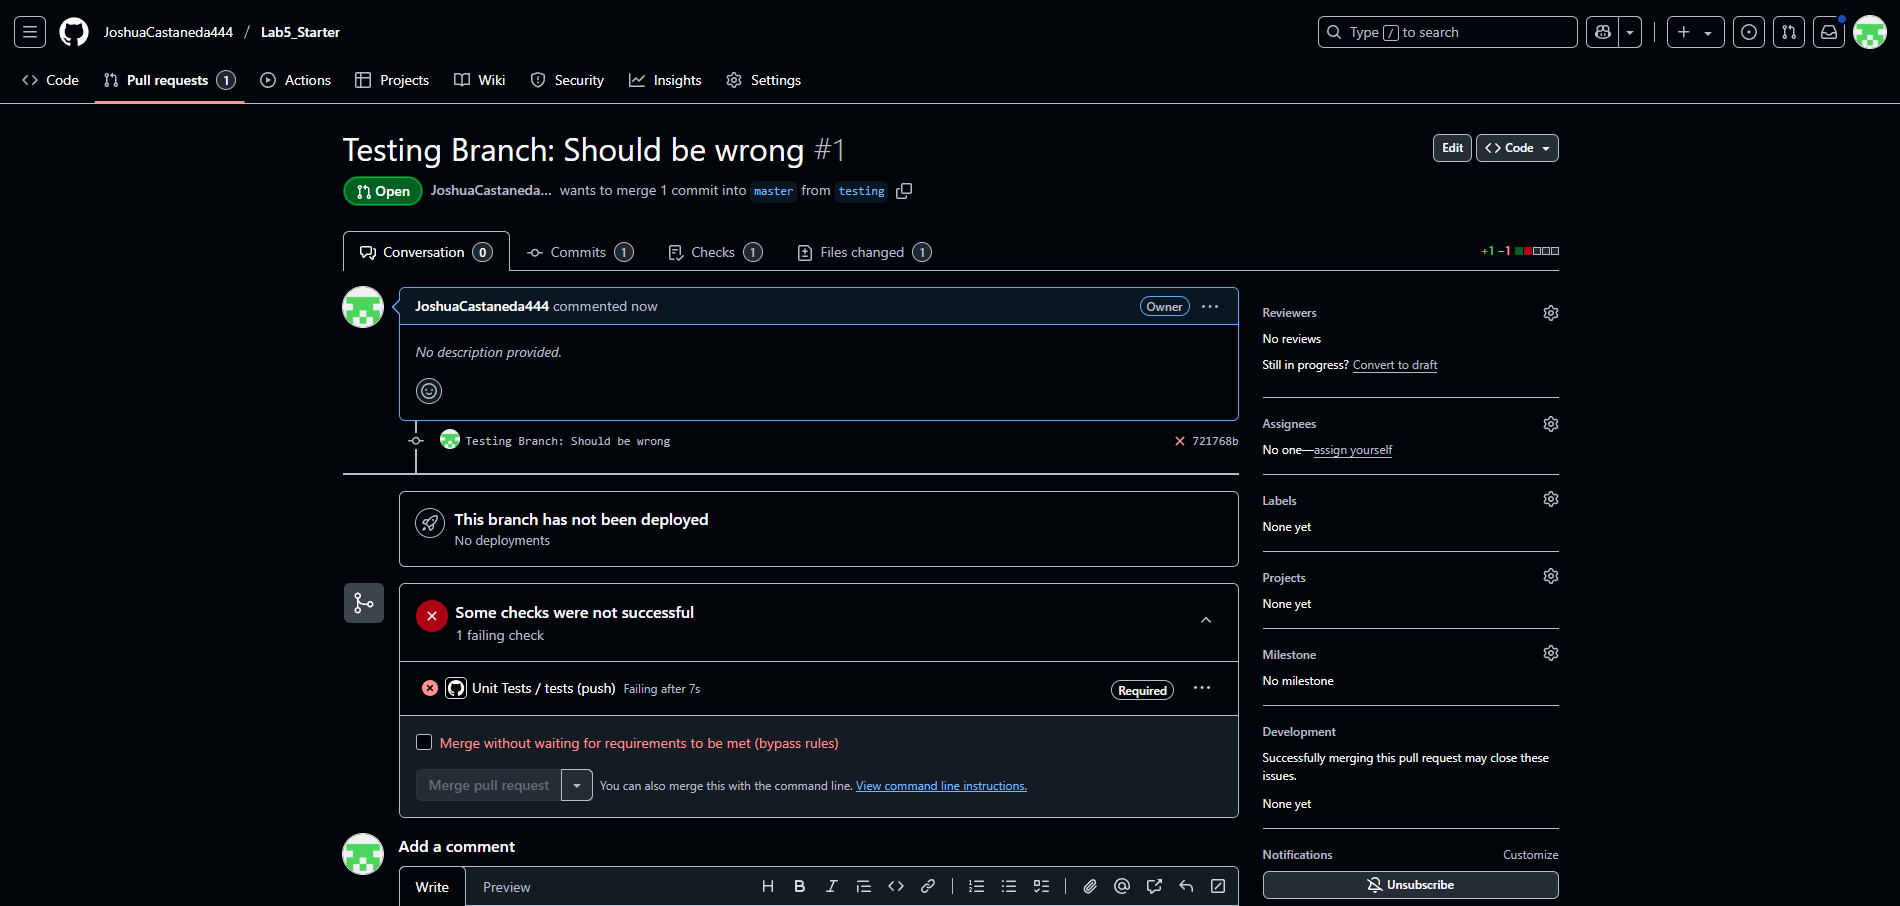 JoshuaCastaneda444 / Lab5_Starter
Type / to search
Code
Pull requests 1
Actions
Projects
Wiki
Security
Insights
Settings
Testing Branch: Should be wrong #1
Edit
Code
Open
JoshuaCastaneda... wants to merge 1 commit into master from testing
Conversation 0
Commits 1
Checks 1
Files changed 1
+1 −1
JoshuaCastaneda444 commented now
Owner
No description provided.
Testing Branch: Should be wrong
721768b
This branch has not been deployed
No deployments
Some checks were not successful
1 failing check
Unit Tests / tests (push) Failing after 7s
Required
Merge without waiting for requirements to be met (bypass rules)
Merge pull request
You can also merge this with the command line. View command line instructions.
Add a comment
Write
Preview
Reviewers
No reviews
Still in progress? Convert to draft
Assignees
No one—assign yourself
Labels
None yet
Projects
None yet
Milestone
No milestone
Development
Successfully merging this pull request may close these
issues.
None yet
Notifications
Customize
Unsubscribe